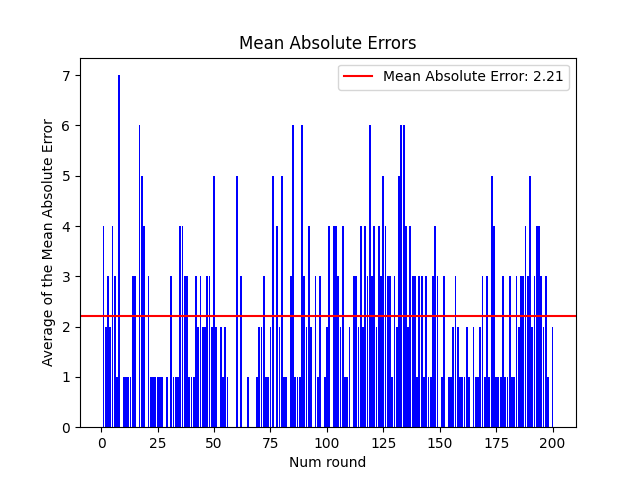 Mean Absolute Errors
Mean Absolute Error: 2.21
Average of the Mean Absolute Error
7
6
5
4
3
2
1
0
0 25 50 75 100 125 150 175 200
Num round